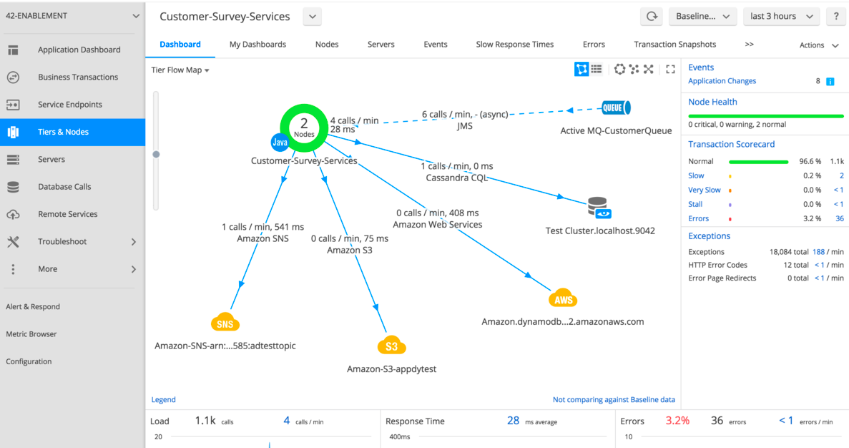 42-ENABLEMENT
Customer-Survey-Services
Baseline...
last 3 hours
?
Dashboard My Dashboards Nodes Servers Events Slow Response Times Errors Transaction Snapshots >> Actions
Application Dashboard
Business Transactions
Service Endpoints
Tiers & Nodes
Servers
Database Calls
Remote Services
Troubleshoot
More
Alert & Respond
Metric Browser
Configuration
Tier Flow Map
2
Nodes
Java
Customer-Survey-Services
4 calls / min
28 ms
6 calls / min, - (async)
JMS
QUEUE
Active MQ-CustomerQueue
1 calls / min, 0 ms
Cassandra CQL
Test Cluster.localhost.9042
0 calls / min, 408 ms
Amazon Web Services
1 calls / min, 541 ms
Amazon SNS
0 calls / min, 75 ms
Amazon S3
AWS
Amazon.dynamodb...2.amazonaws.com
SNS
Amazon-SNS-arn:...585:adtesttopic
S3
Amazon-S3-appdytest
Legend
Not comparing against Baseline data
Events
Application Changes 8
Node Health
0 critical, 0 warning, 2 normal
Transaction Scorecard
Normal 96.6 % 1.1k
Slow 0.2 % 2
Very Slow 0.0 % < 1
Stall 0.0 % < 1
Errors 3.2 % 36
Exceptions
Exceptions 18,084 total 188 / min
HTTP Error Codes 12 total < 1 / min
Error Page Redirects 0 total < 1 / min
Load 1.1k calls 4 calls / min
20
Response Time 28 ms average
400ms
Errors 3.2% 36 errors < 1 errors / min
10